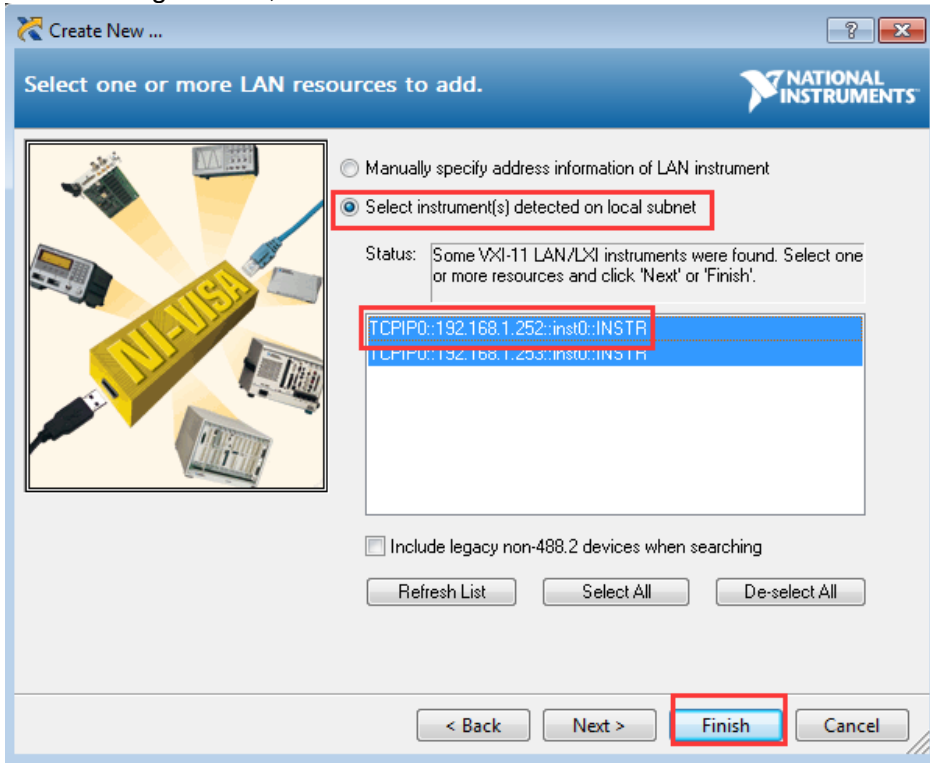 Create New ...
Select one or more LAN resources to add.
NATIONAL
INSTRUMENTS™
Manually specify address information of LAN instrument
Select instrument(s) detected on local subnet
Status: Some VXI-11 LAN/LXI instruments were found. Select one
or more resources and click 'Next' or 'Finish'.
TCPIP0::192.168.1.252::inst0::INSTR
TCPIP0::192.168.1.253::inst0::INSTR
NI-VISA
Include legacy non-488.2 devices when searching
Refresh List Select All De-select All
< Back Next > Finish Cancel